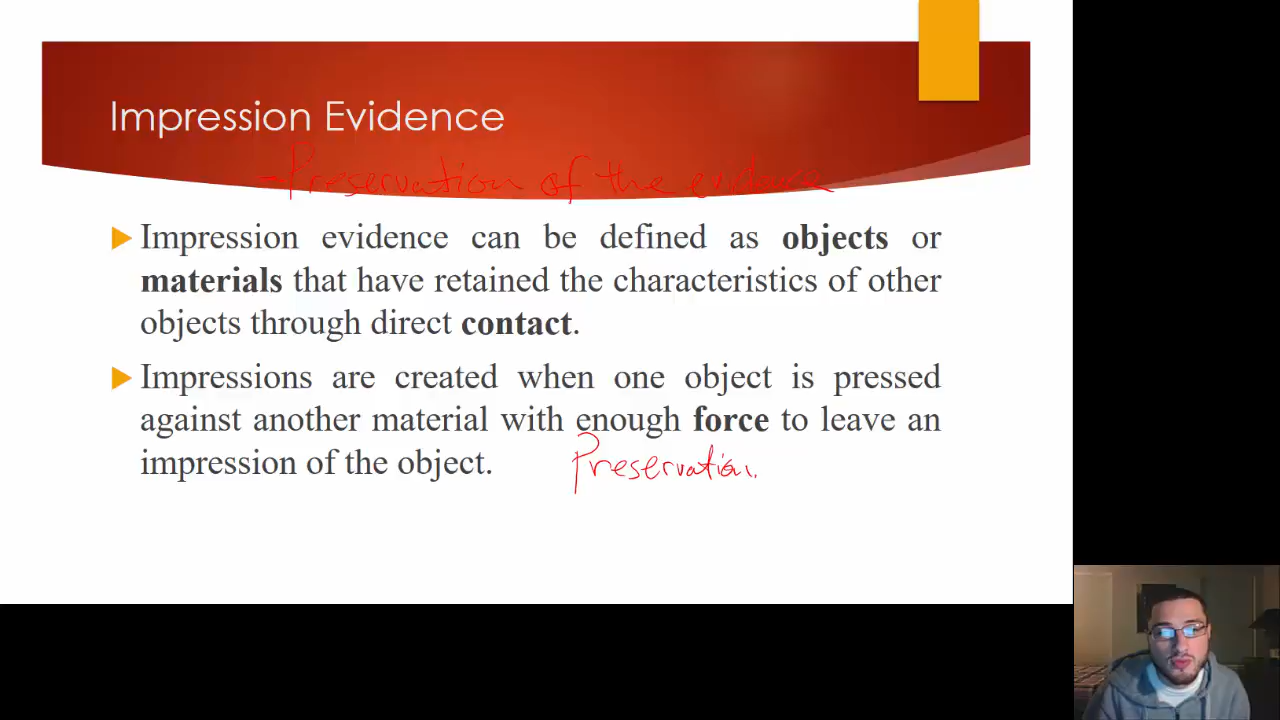 Impression Evidence
- Preservation of the evidence
Impression evidence can be defined as objects or
materials that have retained the characteristics of other
objects through direct contact.
Impressions are created when one object is pressed
against another material with enough force to leave an
impression of the object.
Preservation